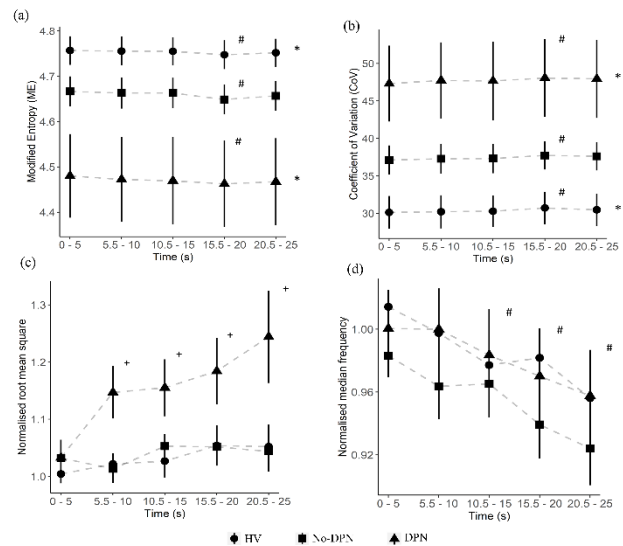 (a)
4.8
4.7
4.6
4.5
4.4
Modified Entropy (ME)
#
*
#
#
*
0 - 5
5.5 - 10
10.5 - 15
15.5 - 20
20.5 - 25
Time (s)
(b)
50
45
40
35
30
Coefficient of Variation (CoV)
#
*
#
#
*
0 - 5
5.5 - 10
10.5 - 15
15.5 - 20
20.5 - 25
Time (s)
(c)
1.3
1.2
1.1
1.0
Normalised root mean square
+
+
+
+
0 - 5
5.5 - 10
10.5 - 15
15.5 - 20
20.5 - 25
Time (s)
(d)
1.00
0.96
0.92
Normalised median frequency
#
#
#
0 - 5
5.5 - 10
10.5 - 15
15.5 - 20
20.5 - 25
Time (s)
HV
No-DPN
DPN